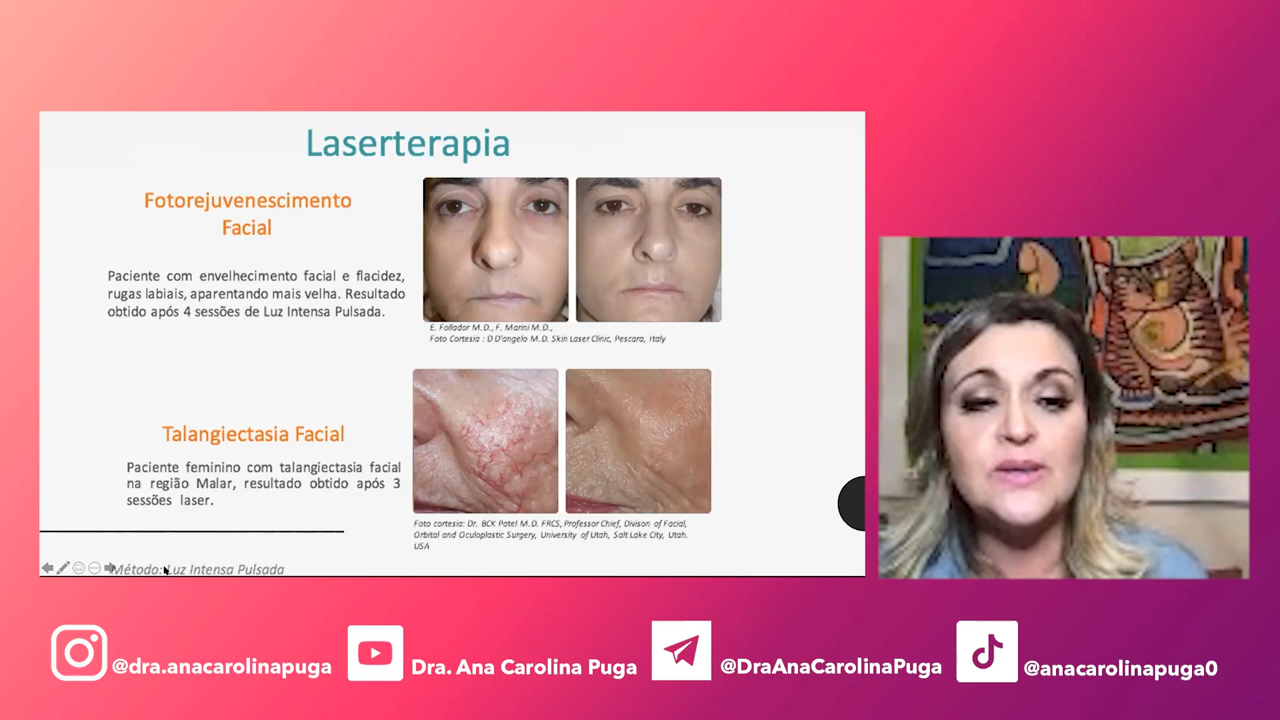 Laserterapia
Fotorejuvenescimento
Facial
Paciente com envelhecimento facial e flacidez,
rugas labiais, aparentando mais velha. Resultado
obtido após 4 sessões de Luz Intensa Pulsada.
E. Follador M.D., F. Marini M.D.,
Foto Cortesia : D D'angelo M.D. Skin Laser Clinic, Pescara, Italy
Talangiectasia Facial
Paciente feminino com talangiectasia facial
na região Malar, resultado obtido após 3
sessões laser.
Foto cortesia: Dr. BCK Patel M.D. FRCS, Professor Chief, Divison of Facial,
Orbital and Oculoplastic Surgery, University of Utah, Salt Lake City, Utah.
USA
Método: Luz Intensa Pulsada
@dra.anacarolinapuga
Dra. Ana Carolina Puga
@DraAnaCarolinaPuga
@anacarolinapuga0